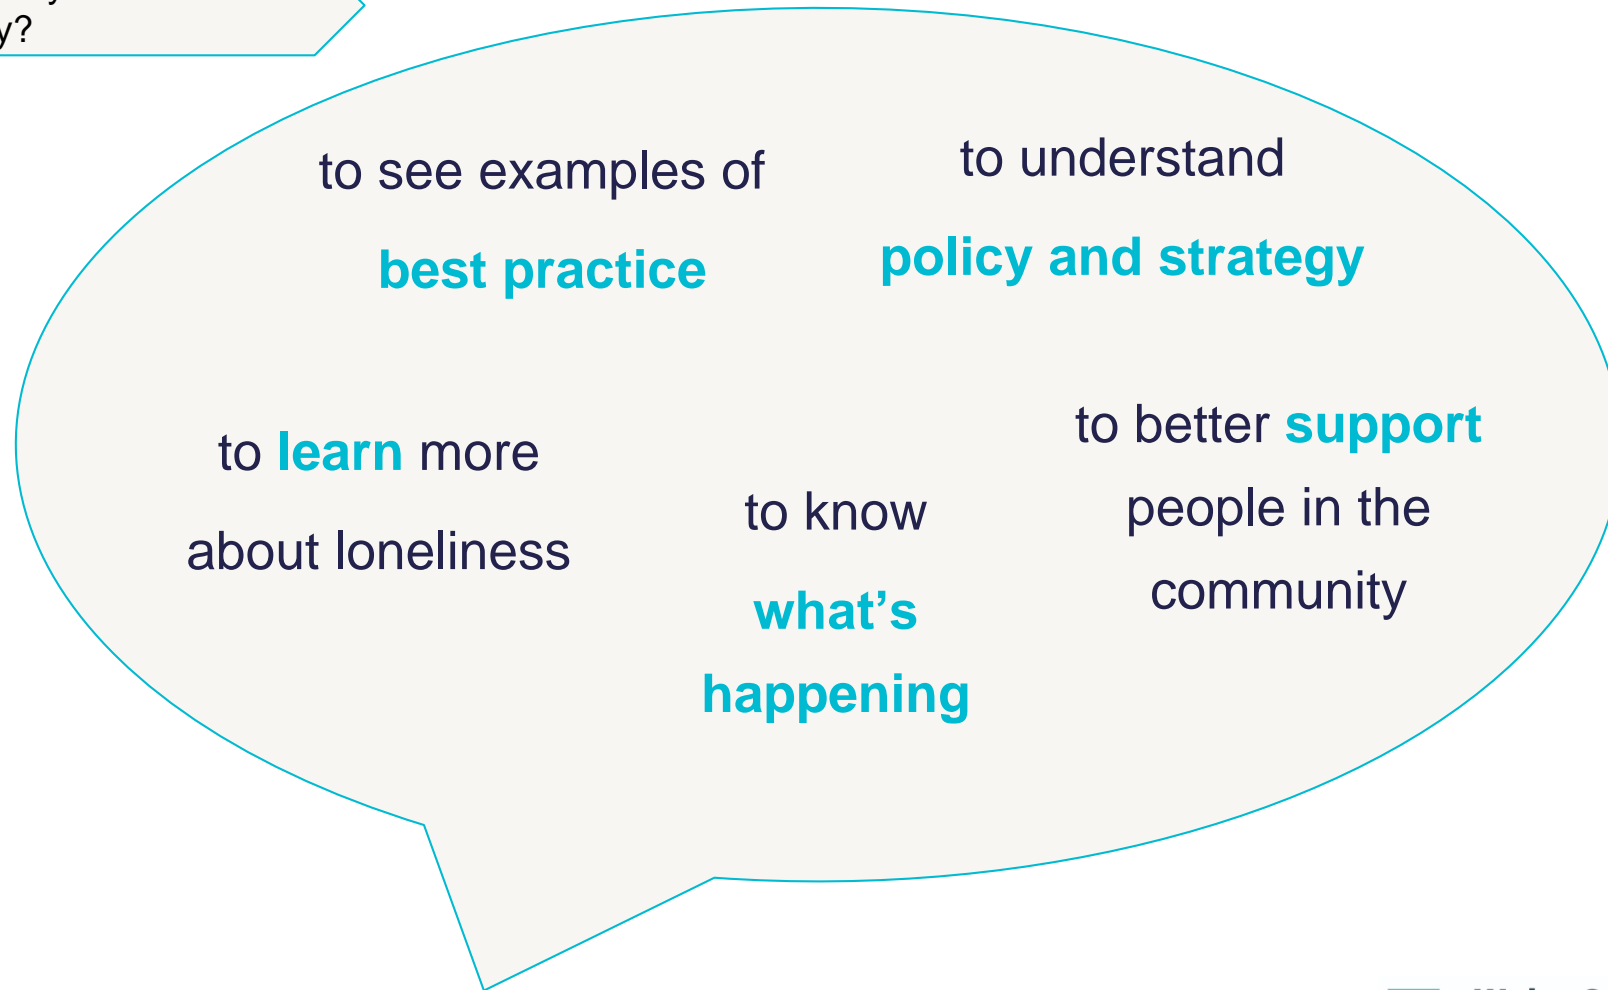 y?
to see examples of
best practice
to understand
policy and strategy
to learn more
about loneliness
to know
what's
happening
to better support
people in the
community